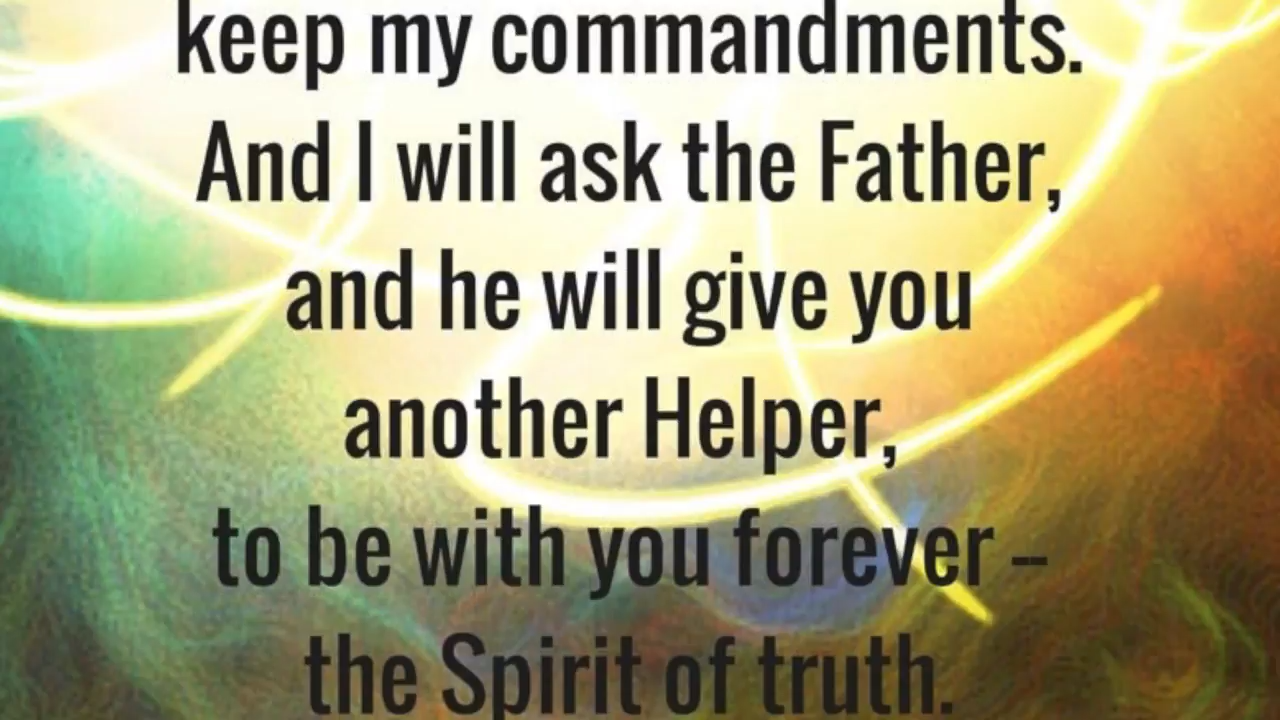 keep my commandments.
And I will ask the Father,
and he will give you
another Helper,
to be with you forever --
the Spirit of truth.